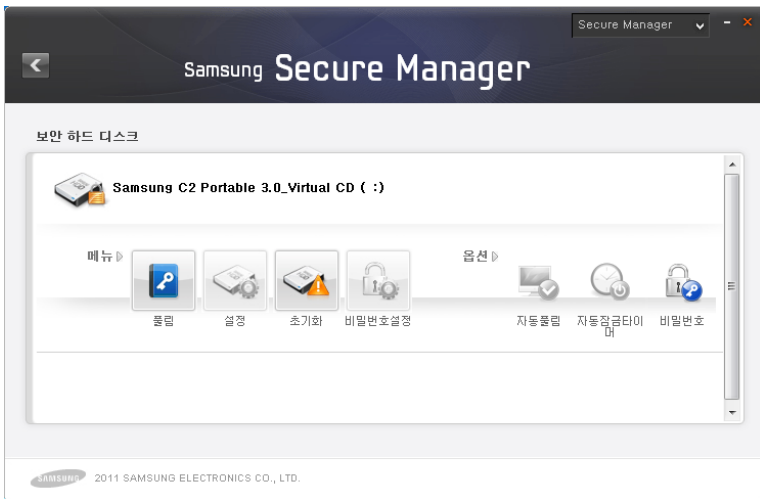 Secure Manager
Samsung Secure Manager
보안 하드 디스크
Samsung C2 Portable 3.0_Virtual CD ( :)
메뉴
옵션
풀림
설정
초기화
비밀번호설정
자동풀림
자동잠금타이
머
비밀번호
SAMSUNG 2011 SAMSUNG ELECTRONICS CO., LTD.